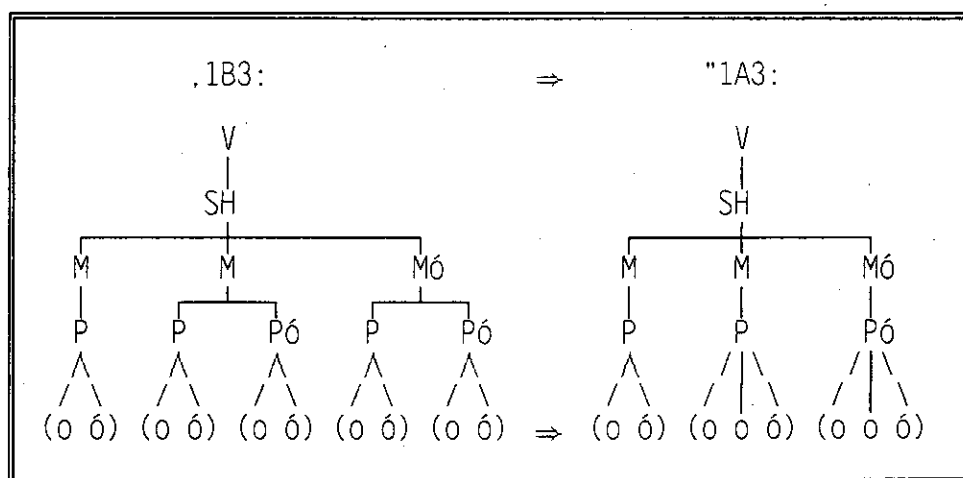 ,1B3: ⇒ "1A3:
V V
SH SH
M M Mó M M Mó
P P Pó P Pó P P Pó
(o ó) (o ó) (o ó) (o ó) (o ó) ⇒ (o ó) (o o ó) (o o ó)